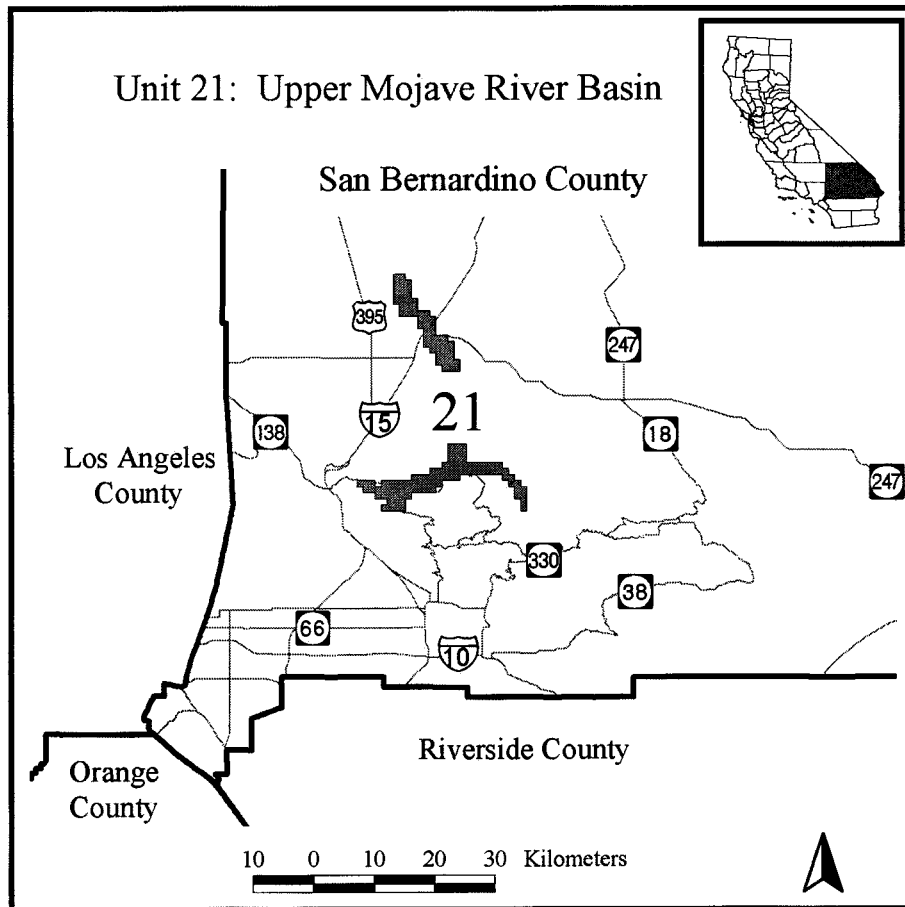 Unit 21: Upper Mojave River Basin
San Bernardino County
395
247
15
21
138
18
Los Angeles
County
247
330
38
66
10
Riverside County
Orange
County
10 0 10 20 30 Kilometers